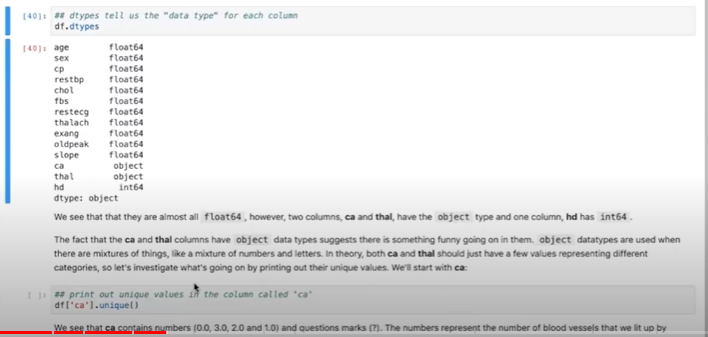 [40]: ## dtypes tell us the "data type" for each column
df.dtypes
[40]: age float64
sex float64
cp float64
restbp float64
chol float64
fbs float64
restecg float64
thalach float64
exang float64
oldpeak float64
slope float64
ca object
thal object
hd int64
dtype: object
We see that that they are almost all float64, however, two columns, ca and thal, have the object type and one column, hd has int64.
The fact that the ca and thal columns have object data types suggests there is something funny going on in them. object datatypes are used when
there are mixtures of things, like a mixture of numbers and letters. In theory, both ca and thal should just have a few values representing different
categories, so let's investigate what's going on by printing out their unique values. We'll start with ca:
[ ]: ## print out unique values in the column called 'ca'
df['ca'].unique()
We see that ca contains numbers (0.0, 3.0, 2.0 and 1.0) and questions marks (?). The numbers represent the number of blood vessels that we lit up by